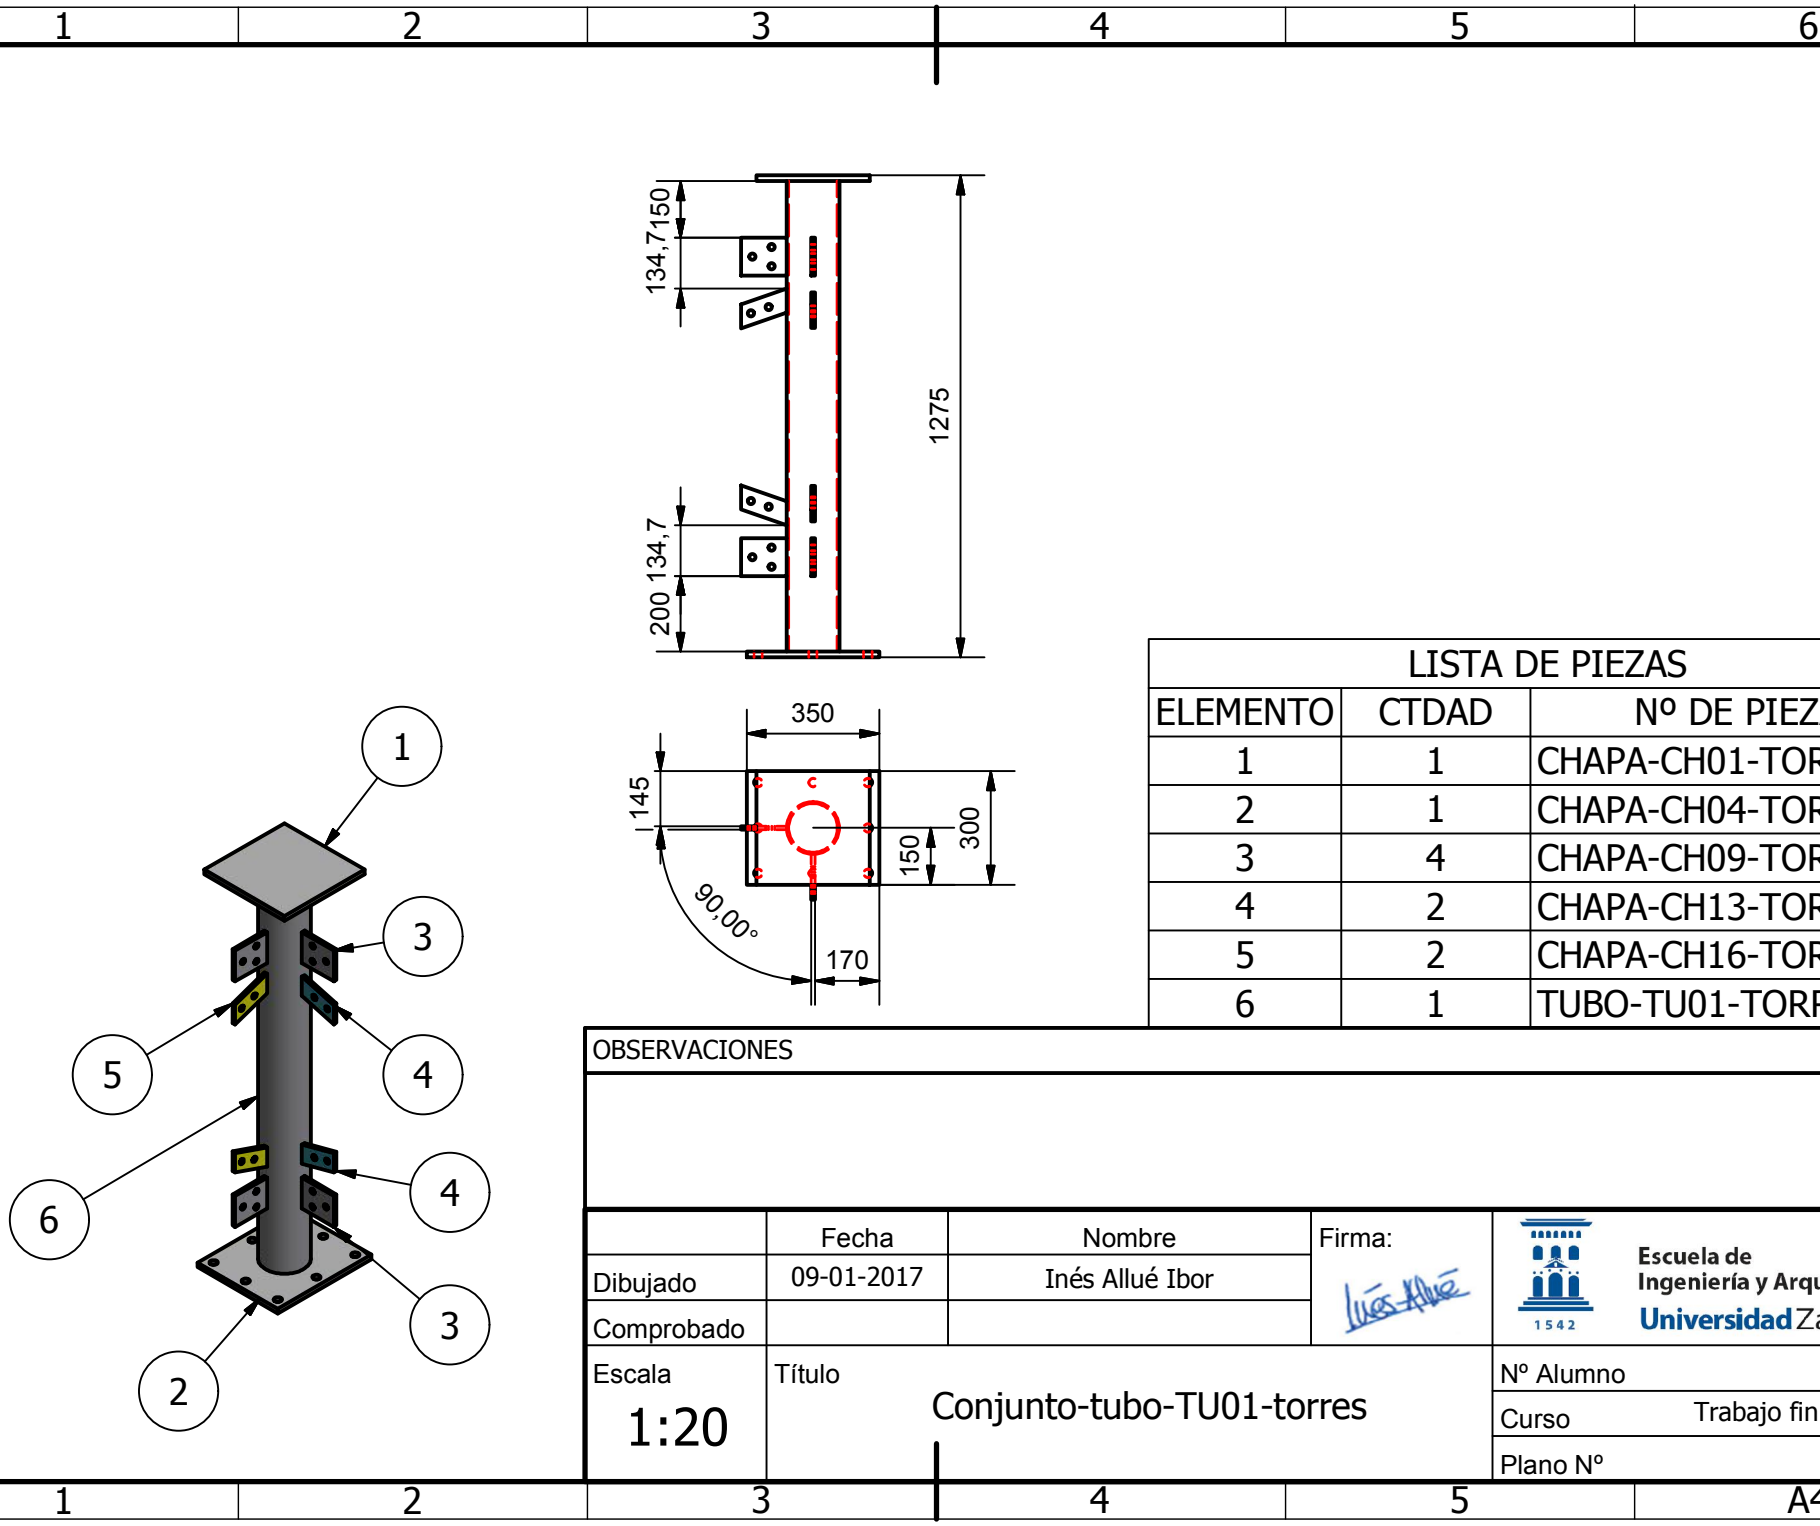 1 2 3 4 5 6
150
134,7
1275
134,7
200
350
145
300
150
90,00°
170
1
3
5
4
6
4
3
2
LISTA DE PIEZAS
ELEMENTO CTDAD Nº DE PIEZ
1 1 CHAPA-CH01-TOR
2 1 CHAPA-CH04-TOR
3 4 CHAPA-CH09-TOR
4 2 CHAPA-CH13-TOR
5 2 CHAPA-CH16-TOR
6 1 TUBO-TU01-TORR
OBSERVACIONES
Fecha Nombre Firma:
Dibujado 09-01-2017 Inés Allué Ibor
Inés Allué
Comprobado
1542
Escuela de
Ingeniería y Arqu
Universidad Za
Escala Título
1:20 Conjunto-tubo-TU01-torres
Nº Alumno
Curso Trabajo fin
Plano Nº
1 2 3 4 5 A4